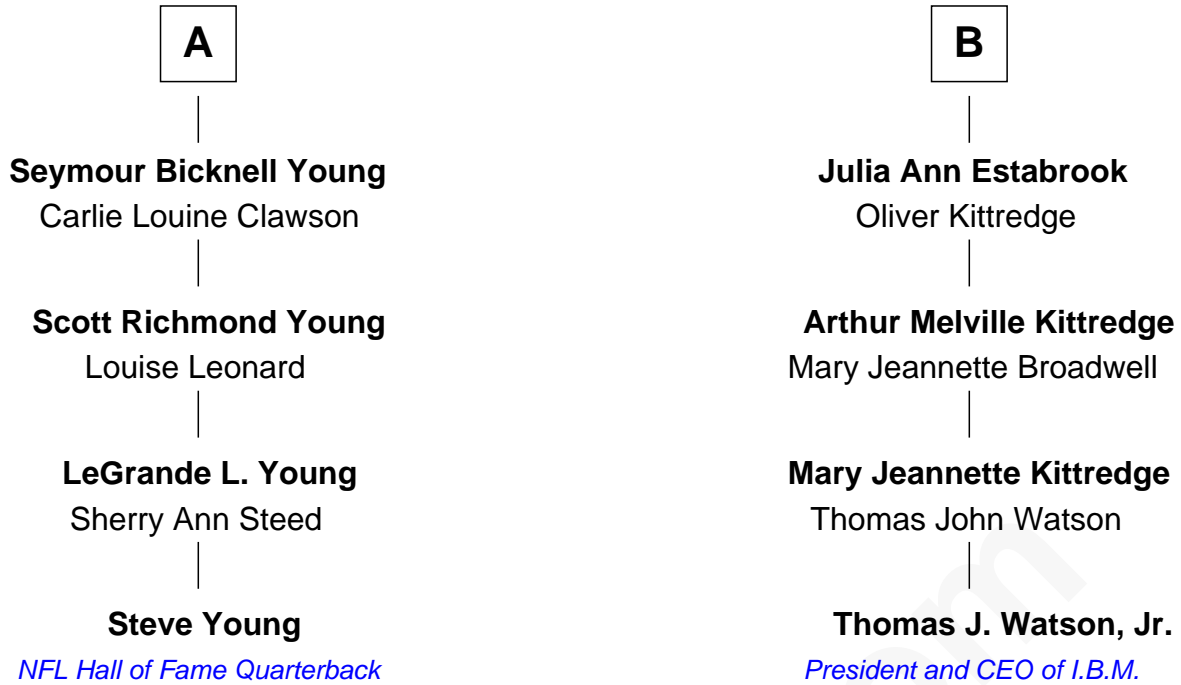 A
Seymour Bicknell Young
Carlie Louine Clawson
Scott Richmond Young
Louise Leonard
LeGrande L. Young
Sherry Ann Steed
Steve Young
NFL Hall of Fame Quarterback
B
Julia Ann Estabrook
Oliver Kittredge
Arthur Melville Kittredge
Mary Jeannette Broadwell
Mary Jeannette Kittredge
Thomas John Watson
Thomas J. Watson, Jr.
President and CEO of I.B.M.
om